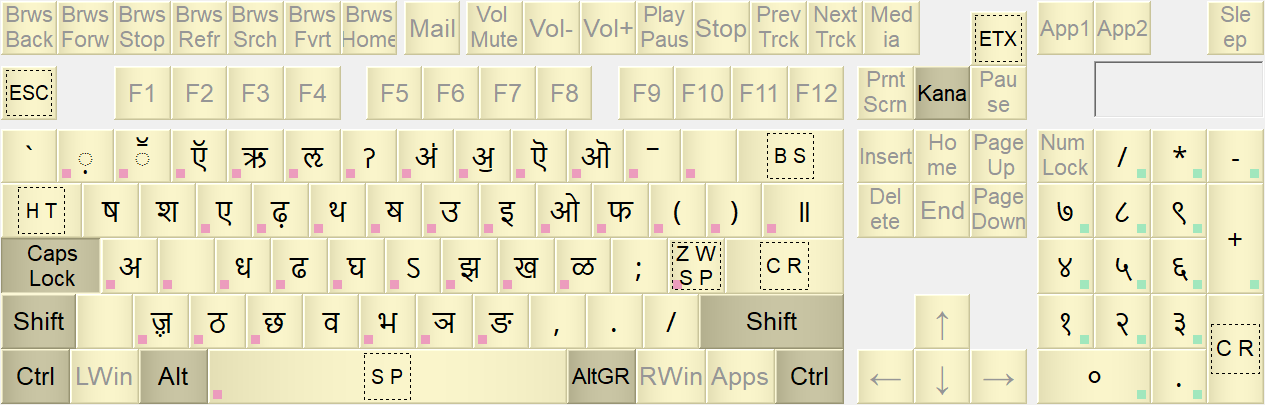 Brws Back Brws Forw Brws Stop Brws Refr Brws Srch Brws Fvrt Brws Home Mail Vol Mute Vol- Vol+ Play Paus Stop Prev Trck Next Trck Med ia ETX App1 App2 Sle ep
ESC F1 F2 F3 F4 F5 F6 F7 F8 F9 F10 F11 F12 Prnt Scrn Kana Pau se
` ़ ꣿ ऍ ऋ ऌ ॽ अं अॖ ऎ ऒ ‾ B S Insert Ho me Page Up Num Lock / * -
H T ष श ए ढ़ थ ष उ इ ओ फ ( ) ॥ Del ete End Page Down ७ ८ ९ +
Caps Lock अ ध ढ घ ऽ झ ख ळ ; Z W S P C R ४ ५ ६
Shift ज़ ठ छ व भ ञ ङ , . / Shift ↑ १ २ ३ C R
Ctrl LWin Alt S P AltGR RWin Apps Ctrl ← ↓ → ० .